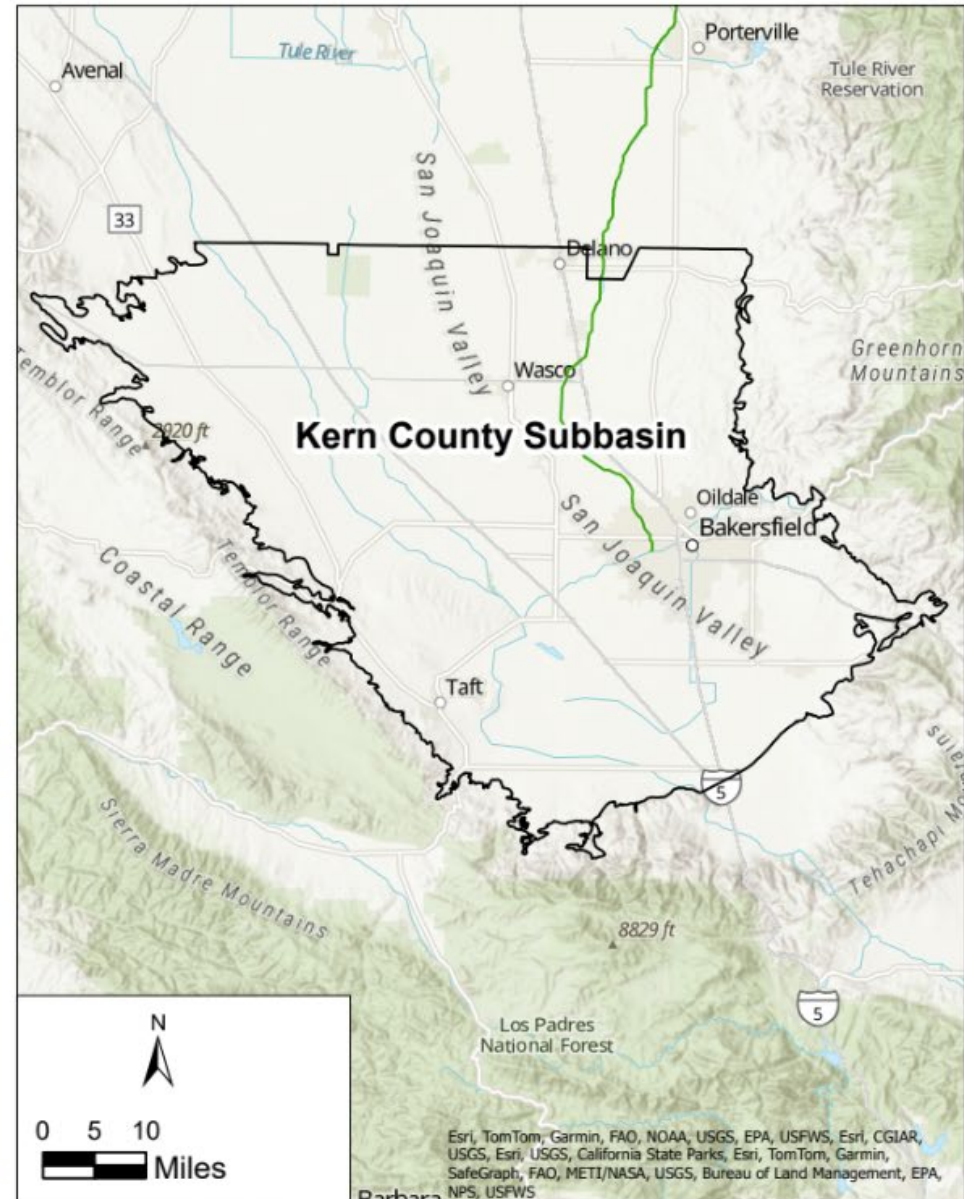 Porterville
Tule River
Avenal
Tule River
Reservation
San Joaquin Valley
33
Delano
Greenhorn
Mountains
Temblor Range
Wasco
2920 ft
Kern County Subbasin
Oildale
Bakersfield
San Joaquin Valley
Coastal Range
Temblor Range
Taft
5
Sierra Madre Mountains
Tehachapi
8829 ft
5
N
Los Padres
National Forest
0 5 10
Miles
Esri, TomTom, Garmin, FAO, NOAA, USGS, EPA, USFWS, Esri, CGIAR,
USGS, Esri, USGS, California State Parks, Esri, TomTom, Garmin,
SafeGraph, FAO, METI/NASA, USGS, Bureau of Land Management, EPA,
NPS, USFWS
Barbara